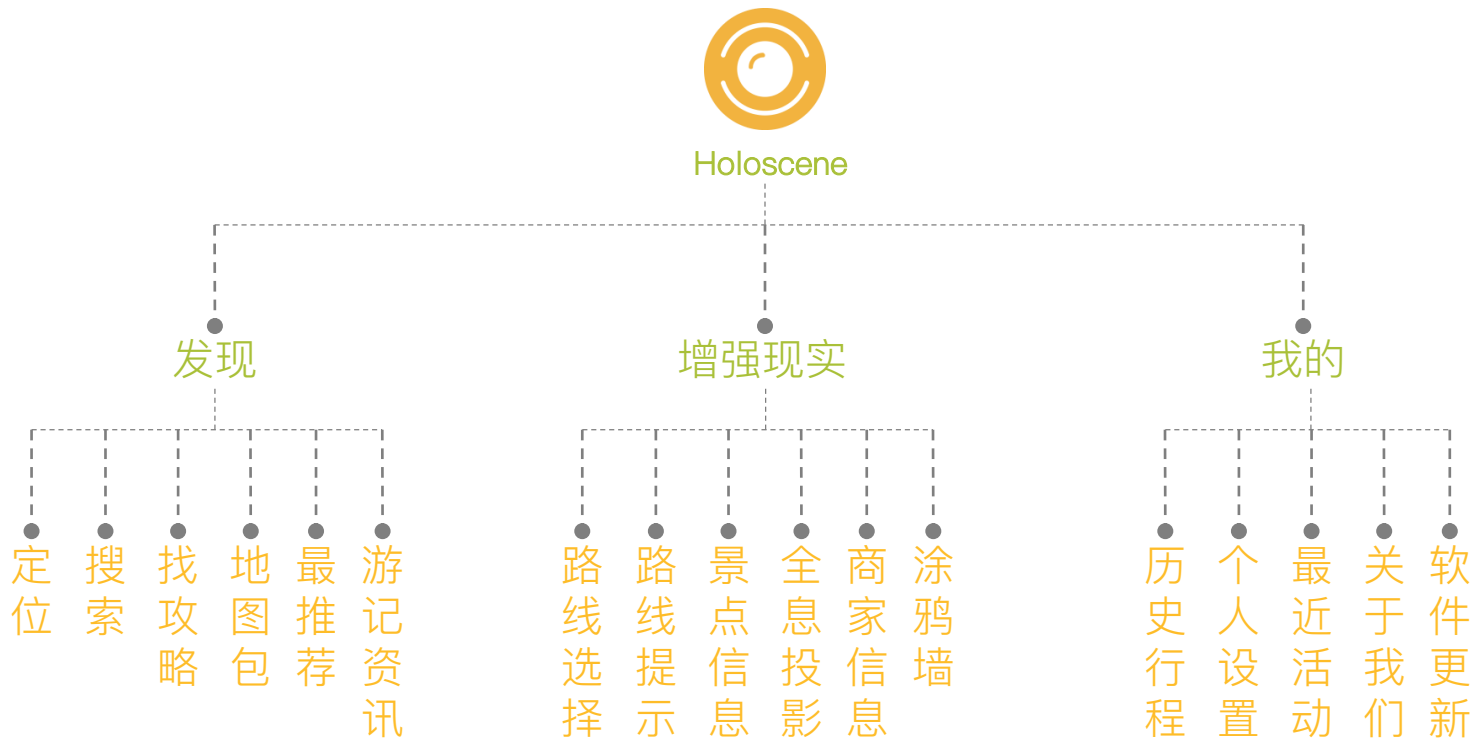 Holoscene
发现
增强现实
我的
定位
搜索
找攻略
地图包
最推荐
游记资讯
路线选择
路线提示
景点信息
全息投影
商家信息
涂鸦墙
历史行程
个人设置
最近活动
关于我们
软件更新